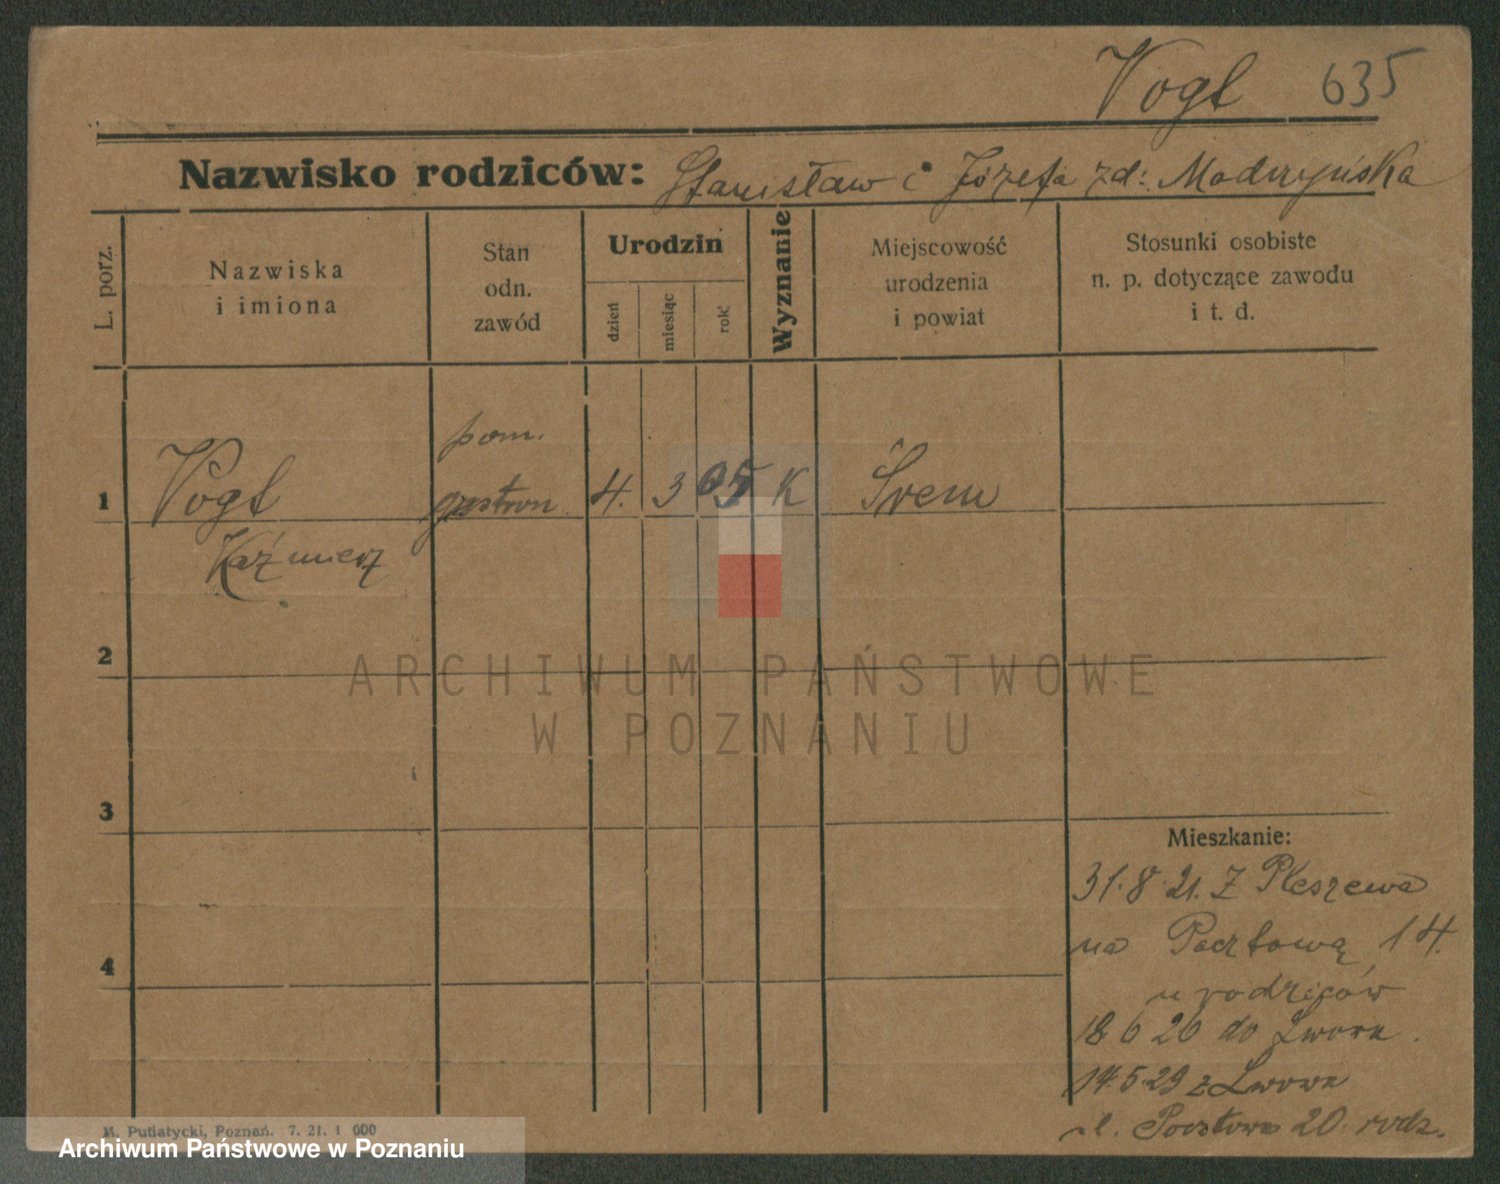 Vogt 635
Nazwisko rodziców: Stanisław i Józefa zd: Modrzyńska
L. porz.
Nazwiska
i imiona
Stan
odn.
zawód
Urodzin
dzień
miesiąc
rok
Wyznanie
Miejscowość
urodzenia
i powiat
Stosunki osobiste
n. p. dotyczące zawodu
i t. d.
pom.
1 Vogt gastron. 4. 3 05 K Śrem
Kaźmierz
2
ARCHIWUM PAŃSTWOWE
W POZNANIU
3
Mieszkanie:
31.8.21. Z Pleszewa
na Pocztową 14.
4
u rodziców
18 6 26 do Lwowa.
14.5.29 z Lwowa
ul. Pocztowa 20. rodz.
M. Putiatycki, Poznań. 7. 21. 1 000
Archiwum Państwowe w Poznaniu